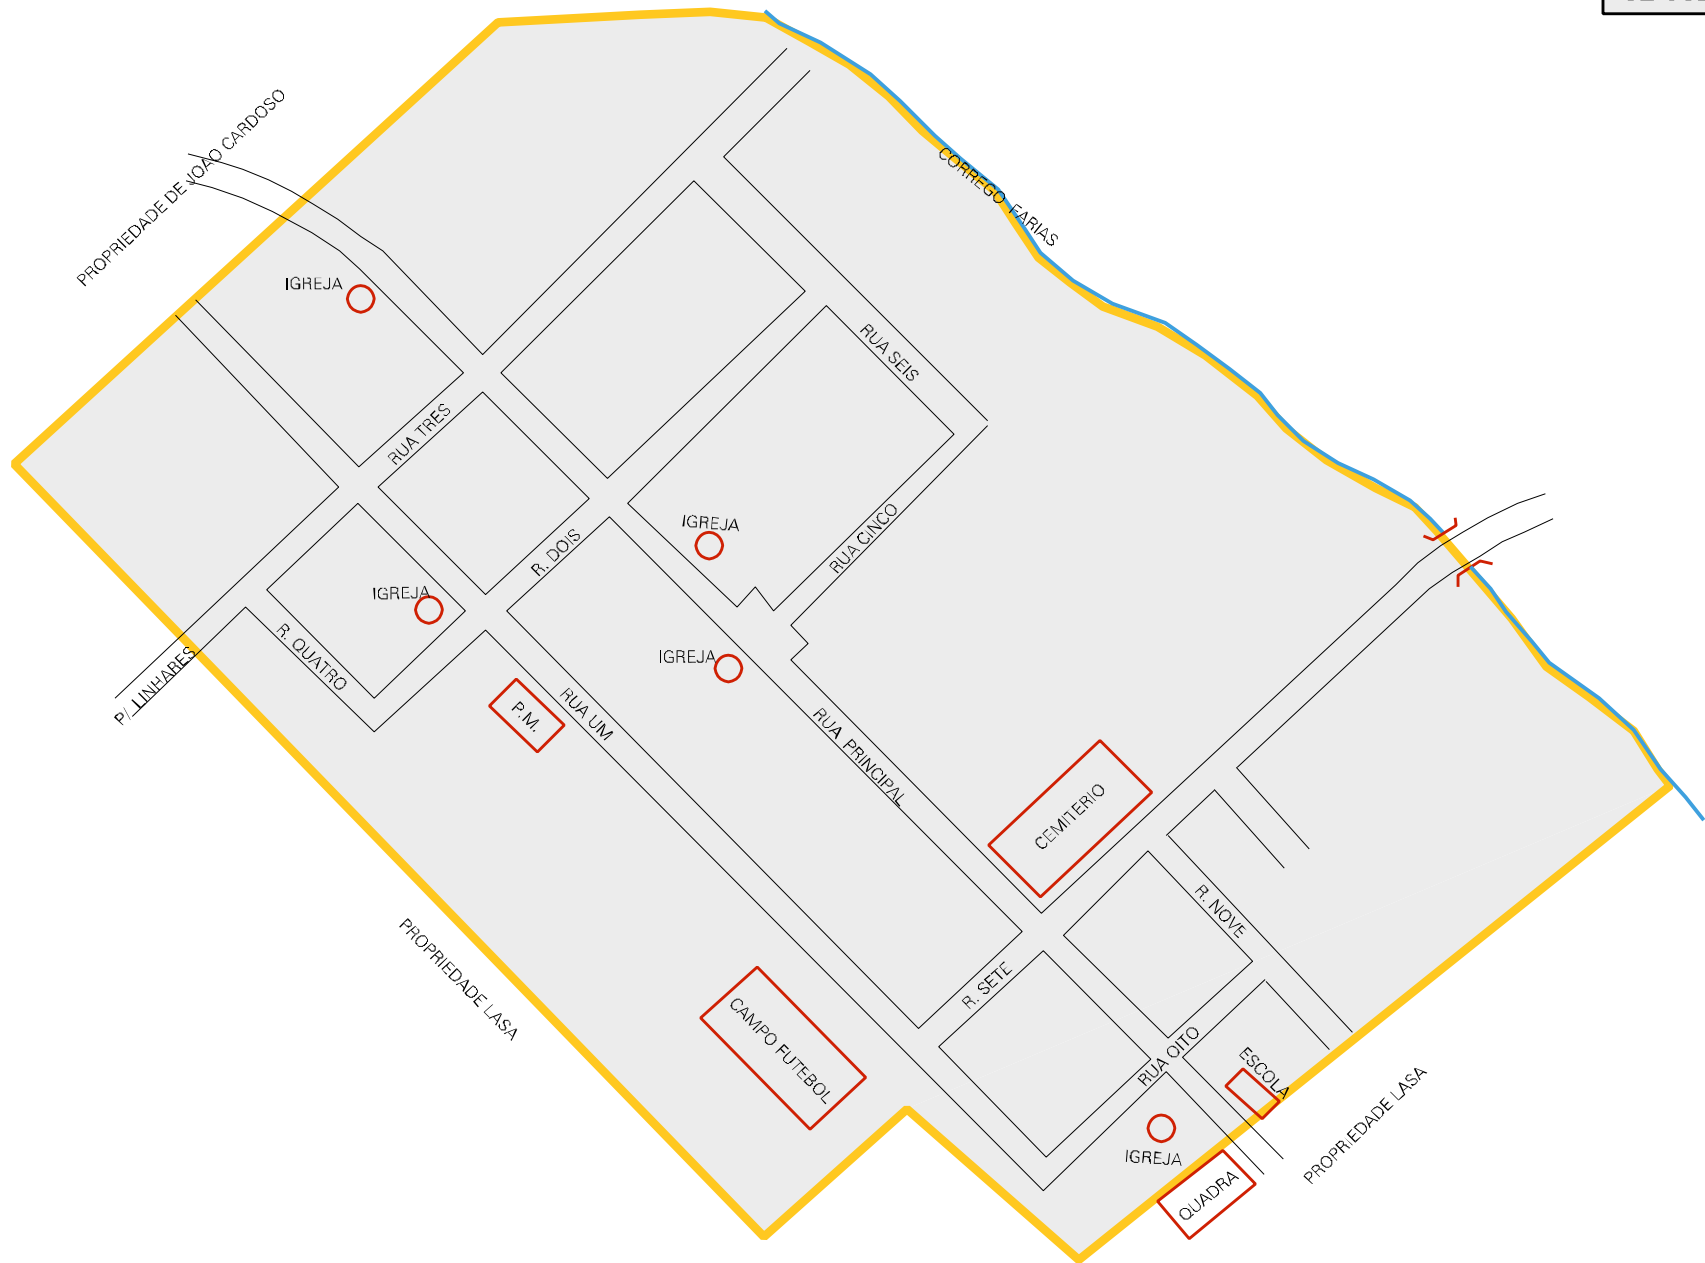 PROPRIEDADE DE JOAO CARDOSO
CORREGO FARIAS
IGREJA
RUA SEIS
RUA TRES
IGREJA
RUA CINCO
R. DOIS
IGREJA
R. QUATRO
P/ LINHARES
IGREJA
P.M.
RUA UM
RUA PRINCIPAL
CEMITERIO
R. NOVE
PROPRIEDADE LASA
R. SETE
CAMPO FUTEBOL
RUA OITO
ESCOLA
IGREJA
PROPRIEDADE LASA
QUADRA